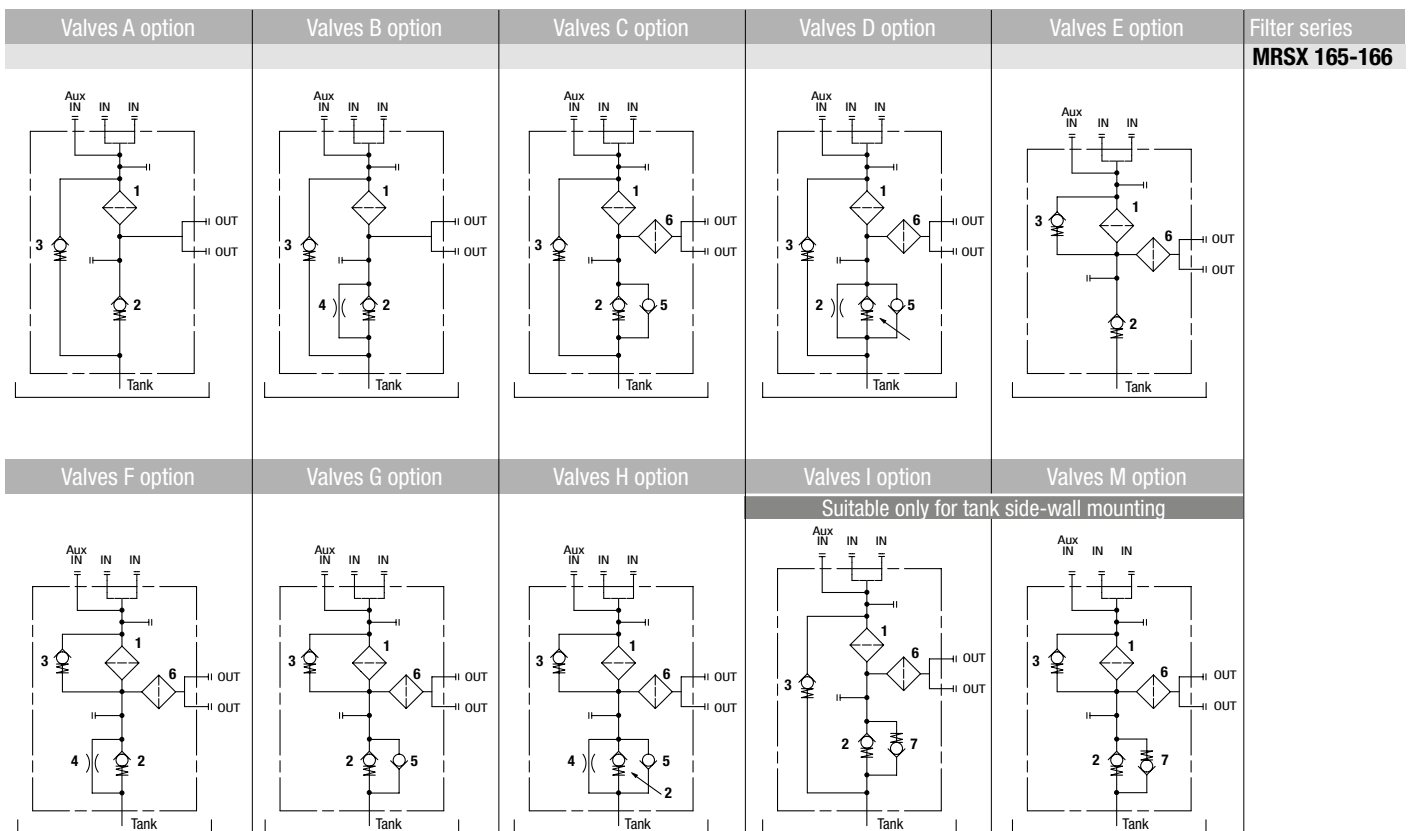 Valves A option
Valves B option
Valves C option
Valves D option
Valves E option
Filter series
MRSX 165-166
Aux
IN IN IN
1
3
OUT
OUT
2
Tank
Aux
IN IN IN
1
3
OUT
OUT
4 2
Tank
Aux
IN IN IN
1
6
3
OUT
OUT
2 5
Tank
Aux
IN IN IN
1
6
3
OUT
OUT
2 5
Tank
Aux
IN IN IN
1
3
6
OUT
OUT
2
Tank
Valves F option
Valves G option
Valves H option
Valves I option
Valves M option
Suitable only for tank side-wall mounting
Aux
IN IN IN
1
3
6
OUT
OUT
4 2
Tank
Aux
IN IN IN
1
3
6
OUT
OUT
2 5
Tank
Aux
IN IN IN
1
3
6
OUT
OUT
4 5
2
Tank
Aux
IN IN IN
1
6
3
OUT
OUT
2 7
Tank
Aux
IN IN IN
1
3
6
OUT
OUT
2 7
Tank